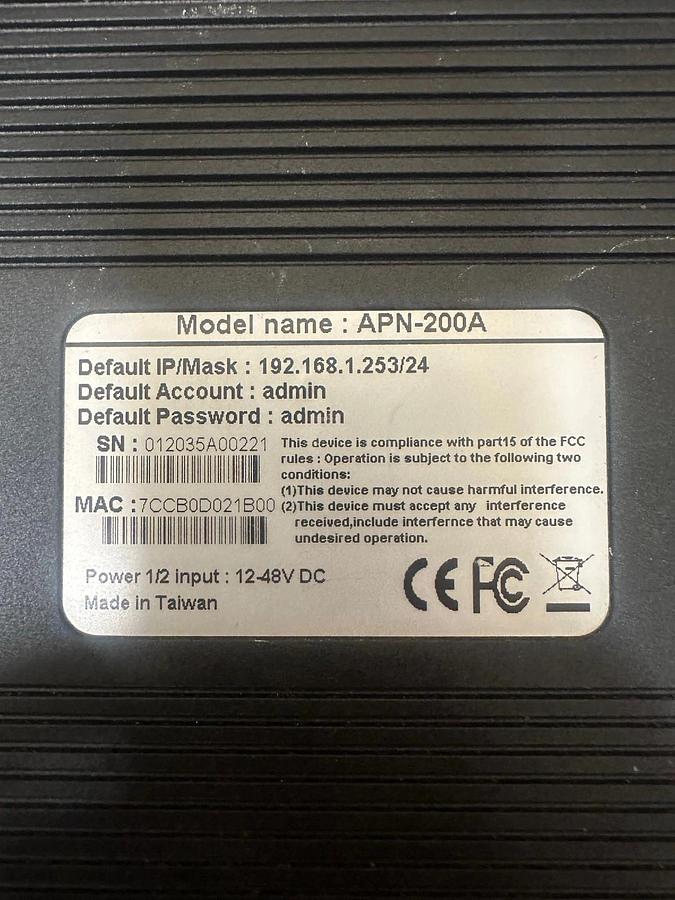 Model name : APN-200A
Default IP/Mask : 192.168.1.253/24
Default Account : admin
Default Password : admin
SN : 012035A00221
MAC :7CCB0D021B00
This device is compliance with part15 of the FCC
rules : Operation is subject to the following two
conditions:
(1)This device may not cause harmful interference.
(2)This device must accept any interference
received,include interfernce that may cause
undesired operation.
Power 1/2 input : 12-48V DC
Made in Taiwan
CE FC